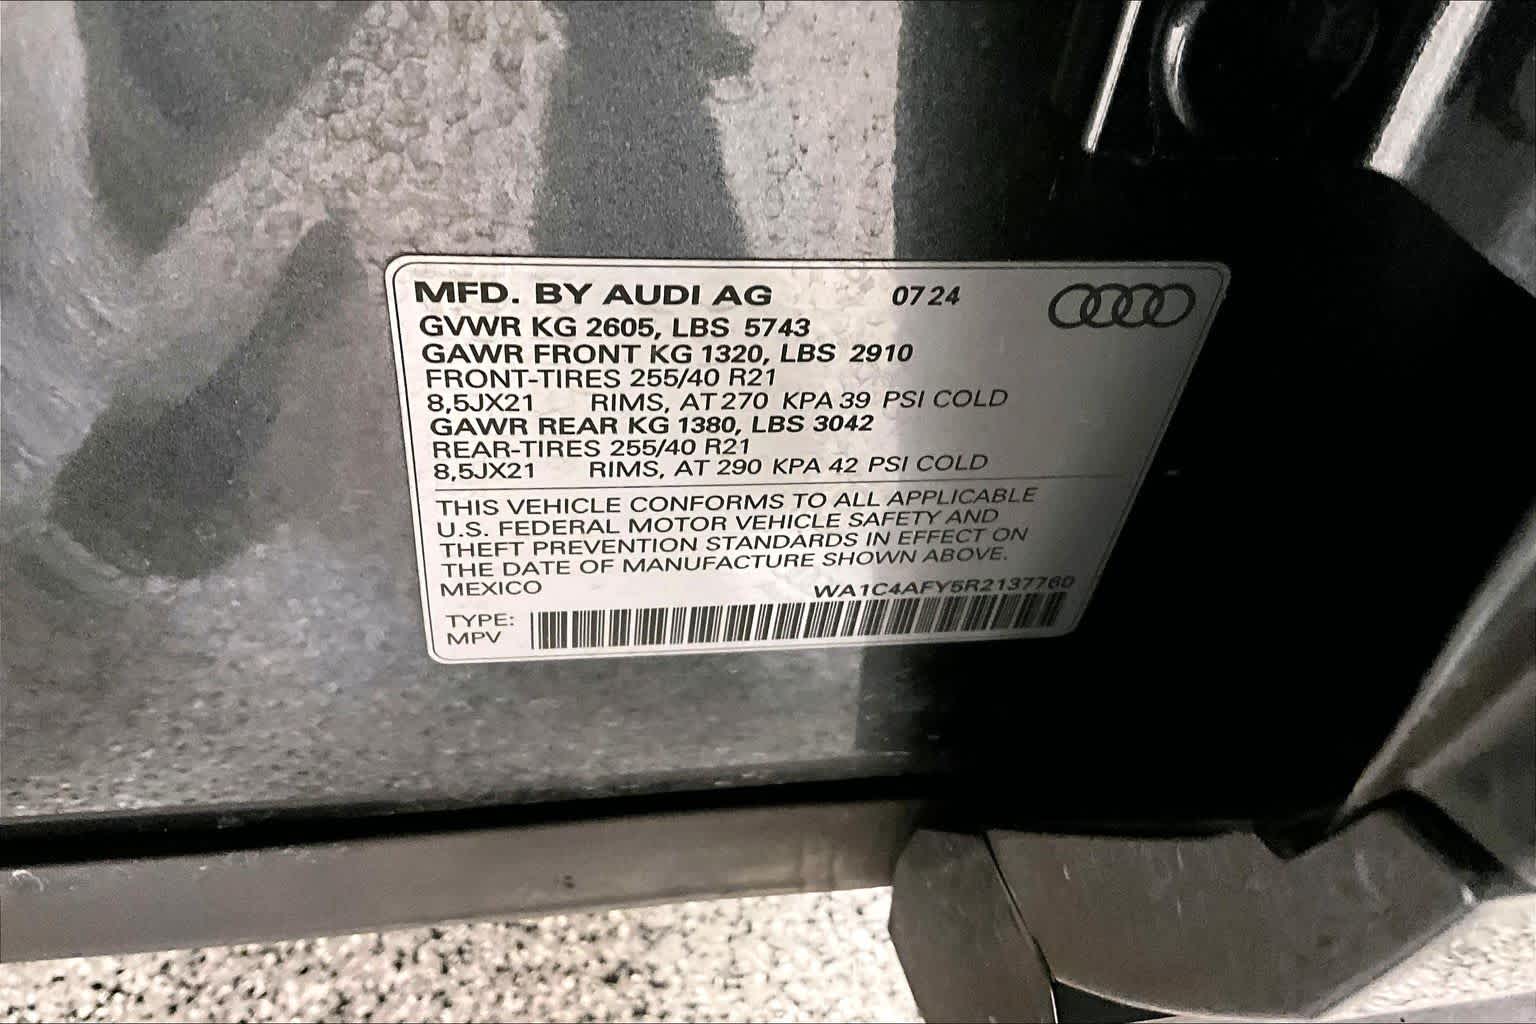 MFD. BY AUDI AG 0724
GVWR KG 2605, LBS 5743
GAWR FRONT KG 1320, LBS 2910
FRONT-TIRES 255/40 R21
8,5JX21 RIMS, AT 270 KPA 39 PSI COLD
GAWR REAR KG 1380, LBS 3042
REAR-TIRES 255/40 R21
8,5JX21 RIMS, AT 290 KPA 42 PSI COLD
THIS VEHICLE CONFORMS TO ALL APPLICABLE
U.S. FEDERAL MOTOR VEHICLE SAFETY AND
THEFT PREVENTION STANDARDS IN EFFECT ON
THE DATE OF MANUFACTURE SHOWN ABOVE.
MEXICO WA1C4AFY5R2137760
TYPE:
MPV